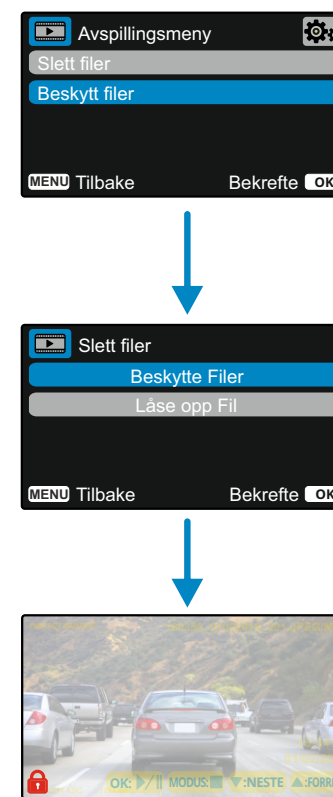 Avspillingsmeny
Slett filer
Beskytt filer
MENU Tilbake Bekrefte OK
Slett filer
Beskytte Filer
Låse opp Fil
MENU Tilbake Bekrefte OK
OK: MODUS: ▼:NESTE ▲:FORRI